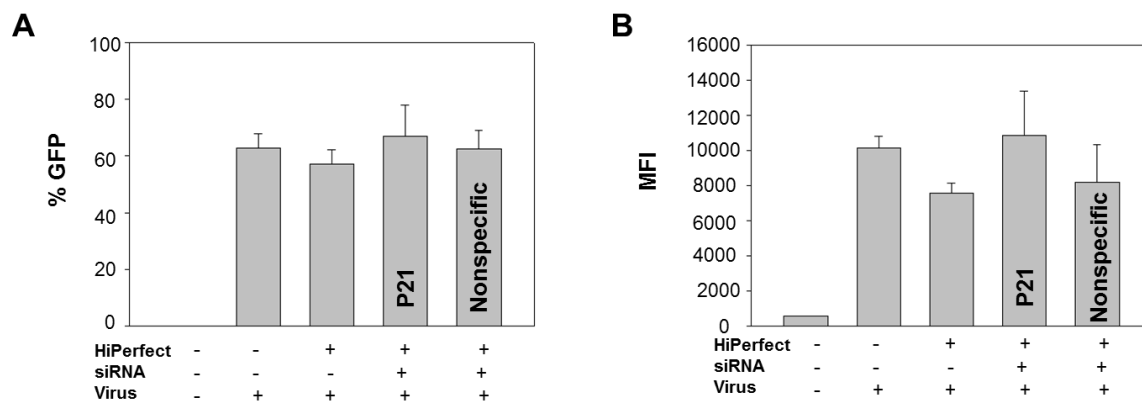 A
% GFP
100
80
60
40
20
0
P21
Nonspecific
HiPerfect - - + + +
siRNA - - - + +
Virus - + + + +
B
MFI
16000
14000
12000
10000
8000
6000
4000
2000
0
P21
Nonspecific
HiPerfect - - + + +
siRNA - - - + +
Virus - + + + +